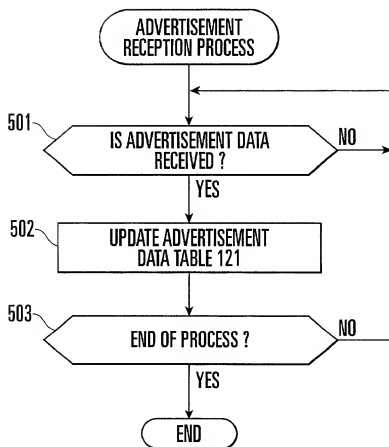 ADVERTISEMENT
RECEPTION PROCESS
501
IS ADVERTISEMENT DATA
RECEIVED ?
NO
YES
502
UPDATE ADVERTISEMENT
DATA TABLE 121
503
END OF PROCESS ?
NO
YES
END